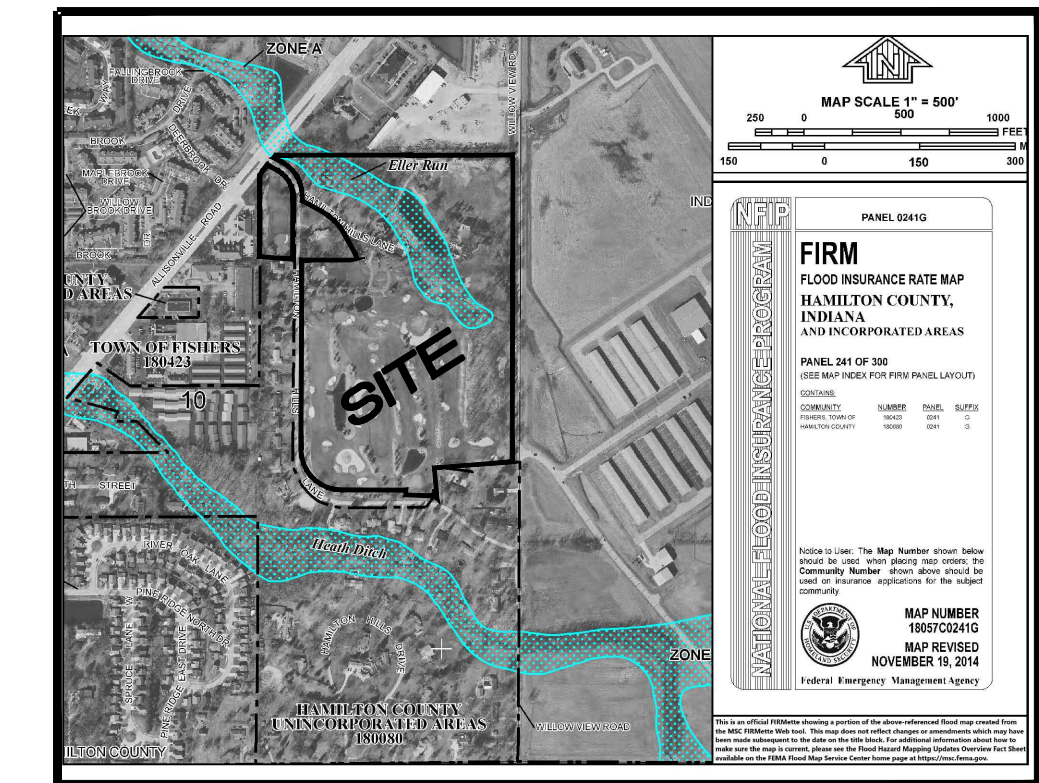 ZONE A
FALLINGBROOK
DRIVE
WAY
EK
DRIVE
BROOK
DEERBROOK DR
MAPLEBROOK
DRIVE
WILLOW
BROOK DRIVE
DR
BROOK
ALLISONVILLE ROAD
Eller Run
HAMILTON HILLS LANE
WILLOW VIEW RD.
IND
UNTY
D AREAS
TOWN OF FISHERS
180423
10
HAMILTON
HILLS
LANE
SITE
TH STREET
RIVER OAK LANE
PINE RIDGE NORTH DR.
SPRUCE LANE W
PINE RIDGE EAST DRIVE
Heath Ditch
HAMILTON HILLS
DRIVE
ZONE
HAMILTON COUNTY
UNINCORPORATED AREAS
180080
WILLOW VIEW ROAD
ILTON COUNTY
N
MAP SCALE 1" = 500'
250 0 500 1000
FEET
M
150 0 150 300
NFIP
NATIONAL FLOOD INSURANCE PROGRAM
PANEL 0241G
FIRM
FLOOD INSURANCE RATE MAP
HAMILTON COUNTY,
INDIANA
AND INCORPORATED AREAS
PANEL 241 OF 300
(SEE MAP INDEX FOR FIRM PANEL LAYOUT)
CONTAINS:
COMMUNITY NUMBER PANEL SUFFIX
FISHERS, TOWN OF 180423 0241 G
HAMILTON COUNTY 180080 0241 G
Notice to User: The Map Number shown below
should be used when placing map orders; the
Community Number shown above should be
used on insurance applications for the subject
community.
U.S. DEPARTMENT OF
HOMELAND SECURITY
MAP NUMBER
18057C0241G
MAP REVISED
NOVEMBER 19, 2014
Federal Emergency Management Agency
This is an official FIRMette showing a portion of the above-referenced flood map created from
the MSC FIRMette Web tool. This map does not reflect changes or amendments which may have
been made subsequent to the date on the title block. For additional information about how to
make sure the map is current, please see the Flood Hazard Mapping Updates Overview Fact Sheet
available on the FEMA Flood Map Service Center home page at https://msc.fema.gov.